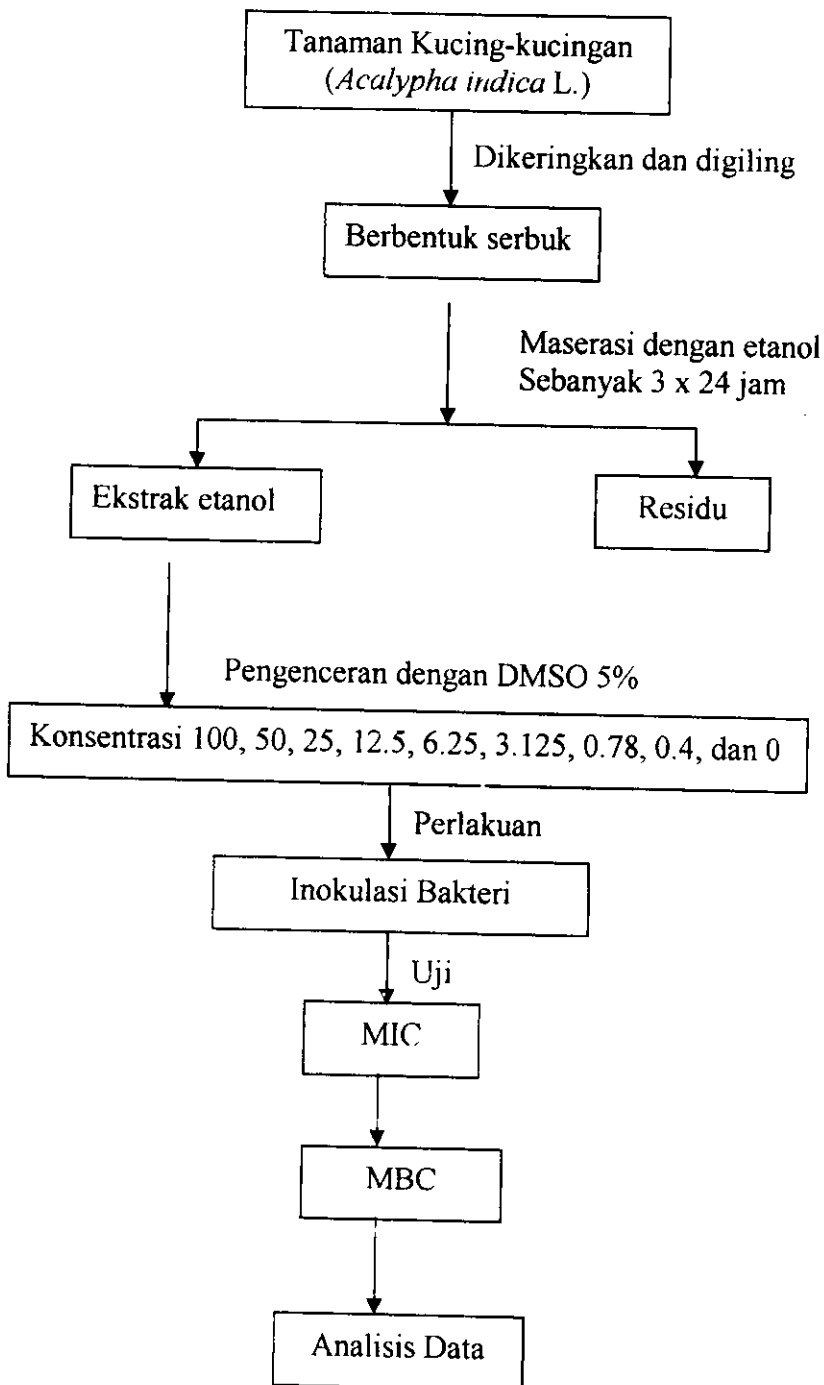 Tanaman Kucing-kucingan
(Acalypha indica L.)
Dikeringkan dan digiling
Berbentuk serbuk
Maserasi dengan etanol
Sebanyak 3 x 24 jam
Ekstrak etanol
Residu
Pengenceran dengan DMSO 5%
Konsentrasi 100, 50, 25, 12.5, 6.25, 3.125, 0.78, 0.4, dan 0
Perlakuan
Inokulasi Bakteri
Uji
MIC
MBC
Analisis Data